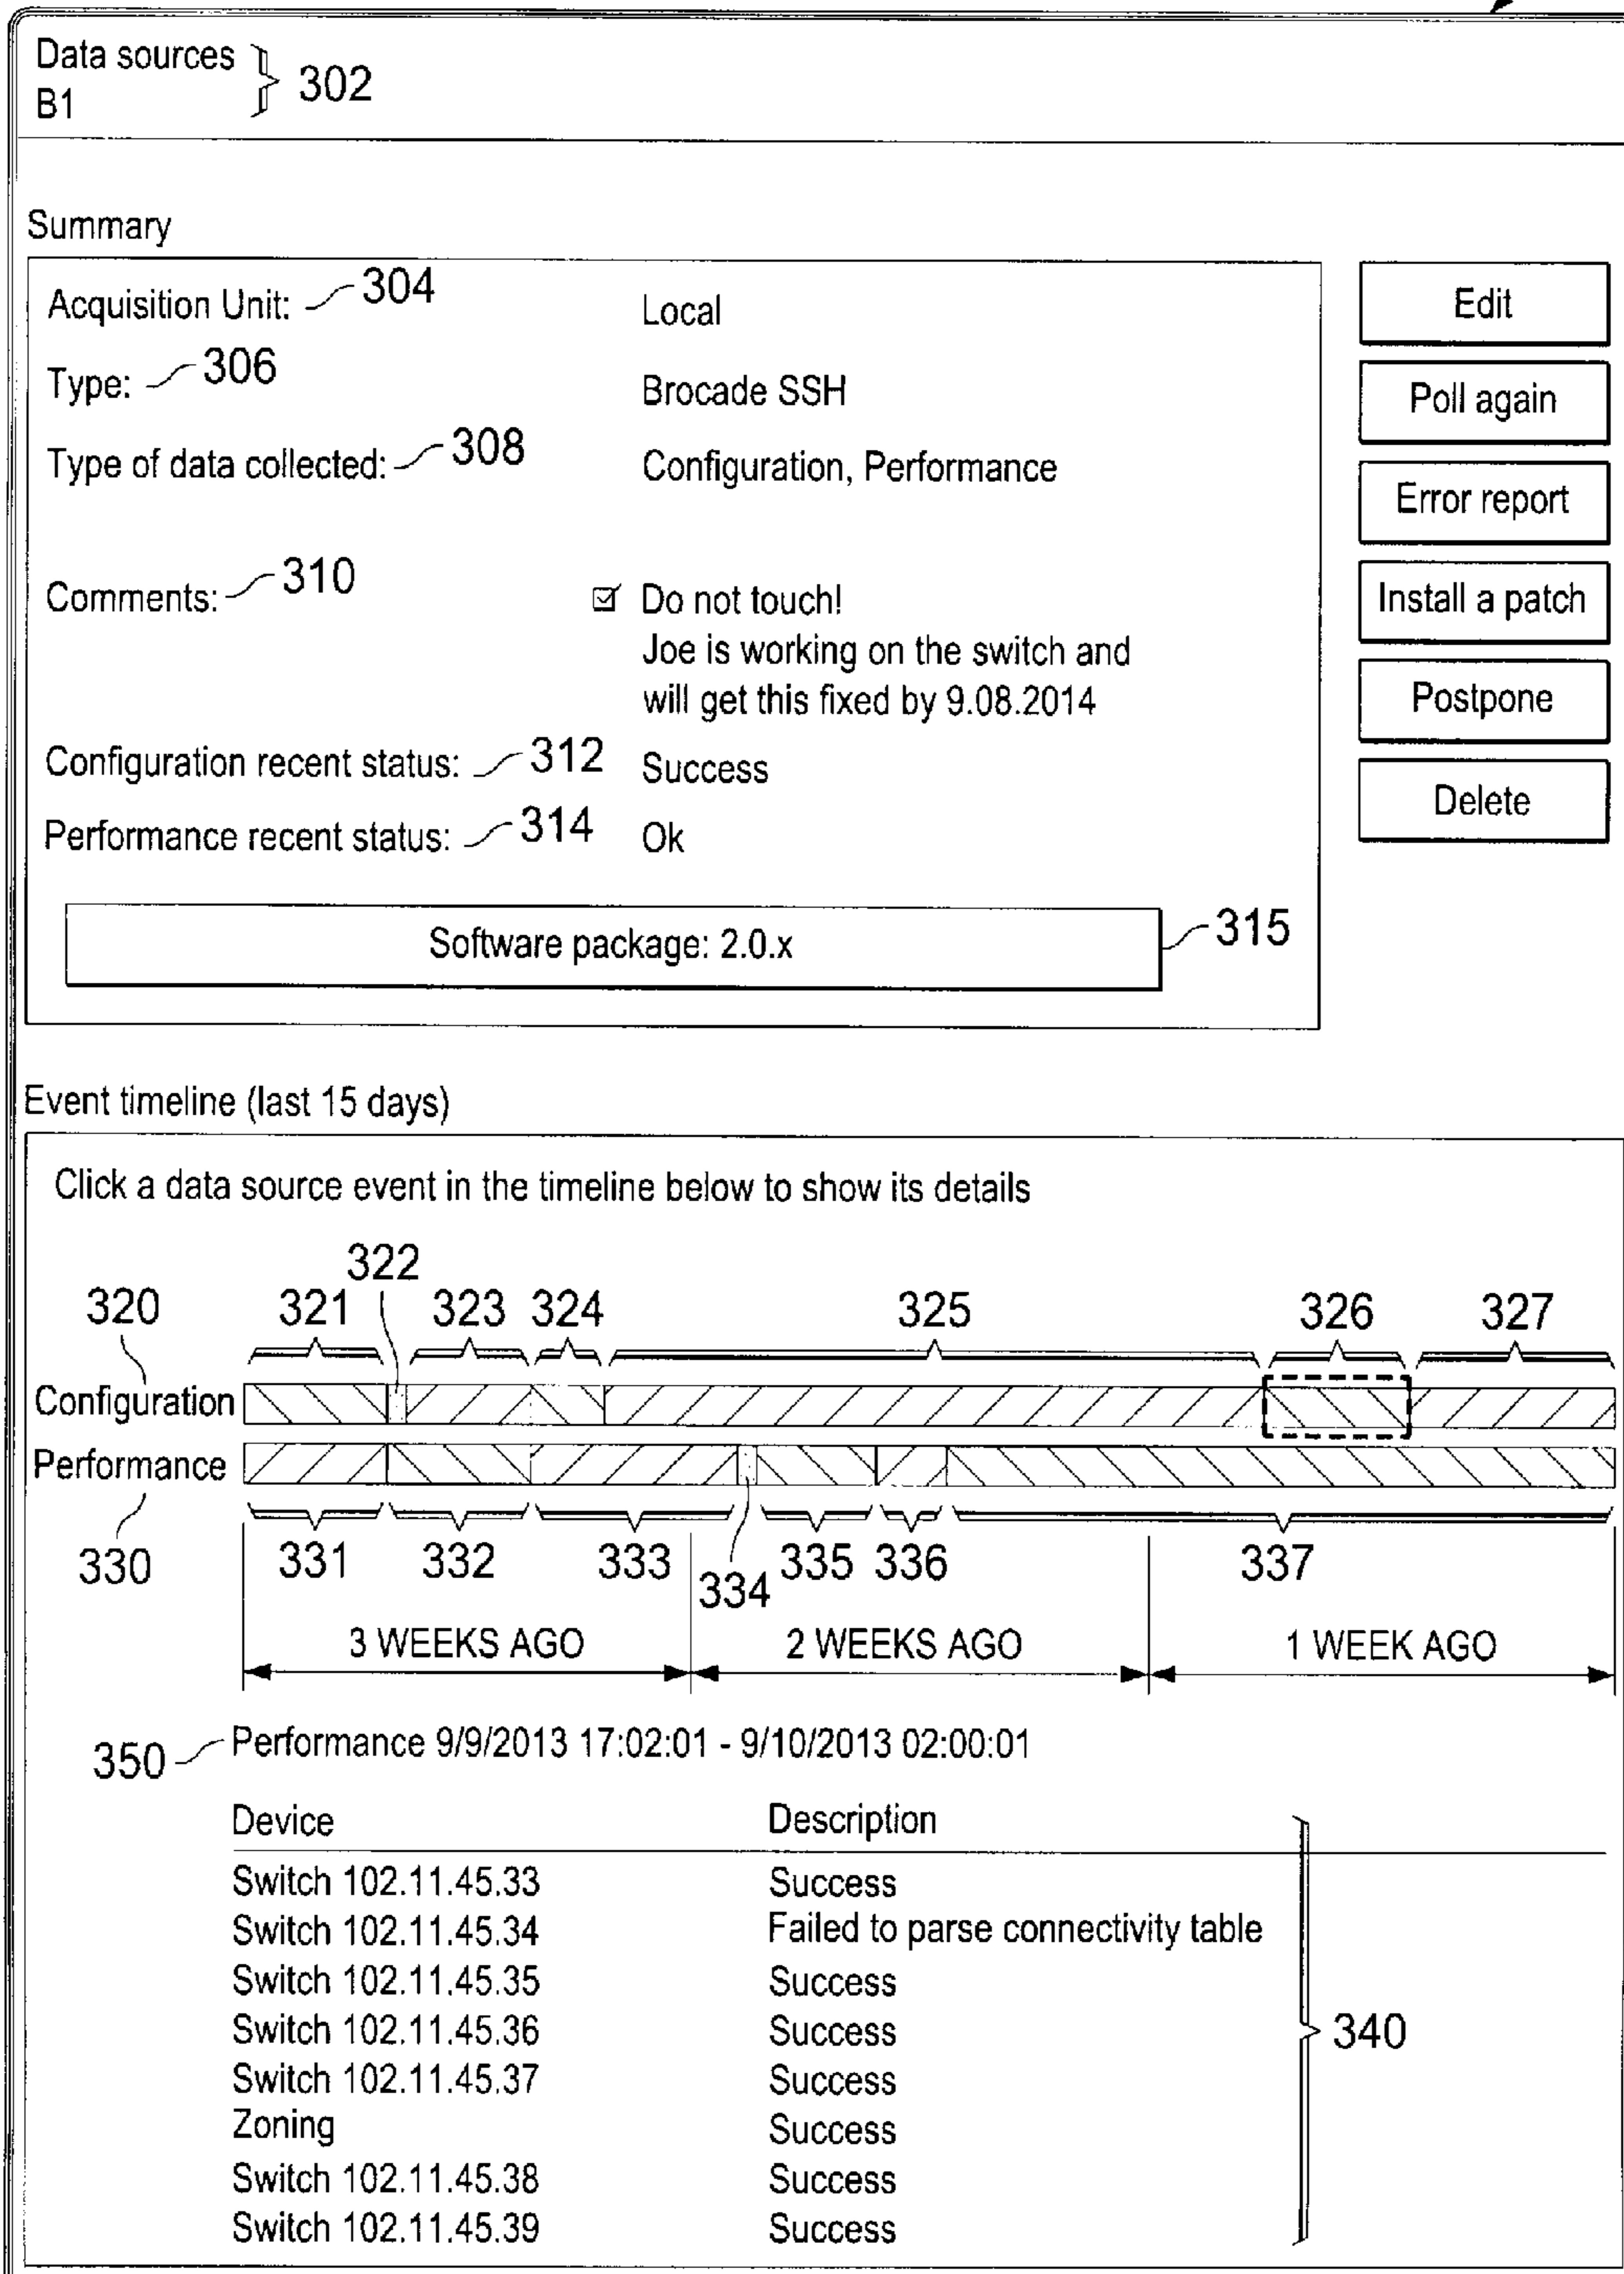 Data sources
B1
302
Summary
Acquisition Unit: 304 Local
Type: 306 Brocade SSH
Type of data collected: 308 Configuration, Performance
Comments: 310 Do not touch!
Joe is working on the switch and
will get this fixed by 9.08.2014
Configuration recent status: 312 Success
Performance recent status: 314 Ok
Software package: 2.0.x 315
Edit
Poll again
Error report
Install a patch
Postpone
Delete
Event timeline (last 15 days)
Click a data source event in the timeline below to show its details
322
320 321 323 324 325 326 327
Configuration
Performance
330 331 332 333 334 335 336 337
3 WEEKS AGO 2 WEEKS AGO 1 WEEK AGO
350 Performance 9/9/2013 17:02:01 - 9/10/2013 02:00:01
Device Description
Switch 102.11.45.33 Success
Switch 102.11.45.34 Failed to parse connectivity table
Switch 102.11.45.35 Success
Switch 102.11.45.36 Success
Switch 102.11.45.37 Success
Zoning Success
Switch 102.11.45.38 Success
Switch 102.11.45.39 Success
340